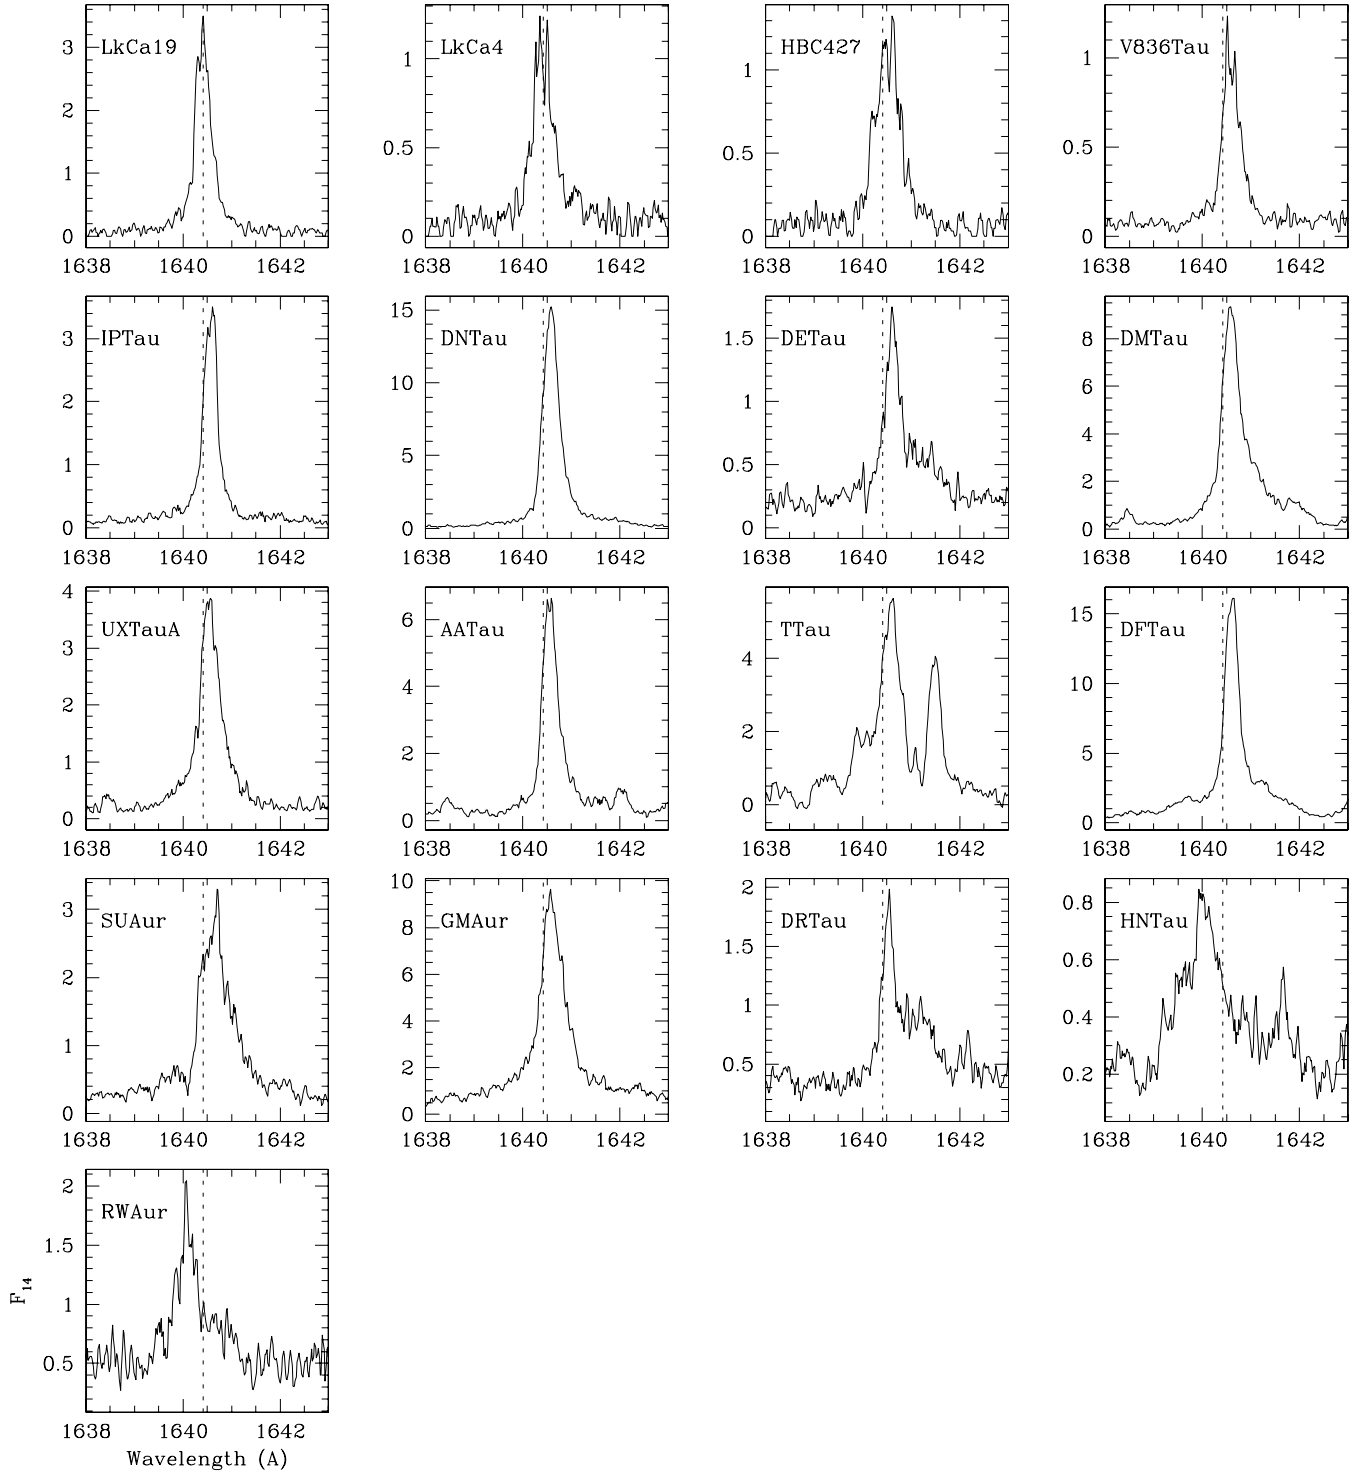 LkCa19
3
2
1
0
1638 1640 1642
LkCa4
1
0.5
0
1638 1640 1642
HBC427
1
0.5
0
1638 1640 1642
V836Tau
1
0.5
0
1638 1640 1642
IPTau
3
2
1
0
1638 1640 1642
DNTau
15
10
5
0
1638 1640 1642
DETau
1.5
1
0.5
0
1638 1640 1642
DMTau
8
6
4
2
0
1638 1640 1642
UXTauA
4
3
2
1
0
1638 1640 1642
AATau
6
4
2
0
1638 1640 1642
TTau
4
2
0
1638 1640 1642
DFTau
15
10
5
0
1638 1640 1642
SUAur
3
2
1
0
1638 1640 1642
GMAur
10
8
6
4
2
0
1638 1640 1642
DRTau
2
1.5
1
0.5
1638 1640 1642
HNTau
0.8
0.6
0.4
0.2
1638 1640 1642
RWAur
2
1.5
1
0.5
F14
1638 1640 1642
Wavelength (A)